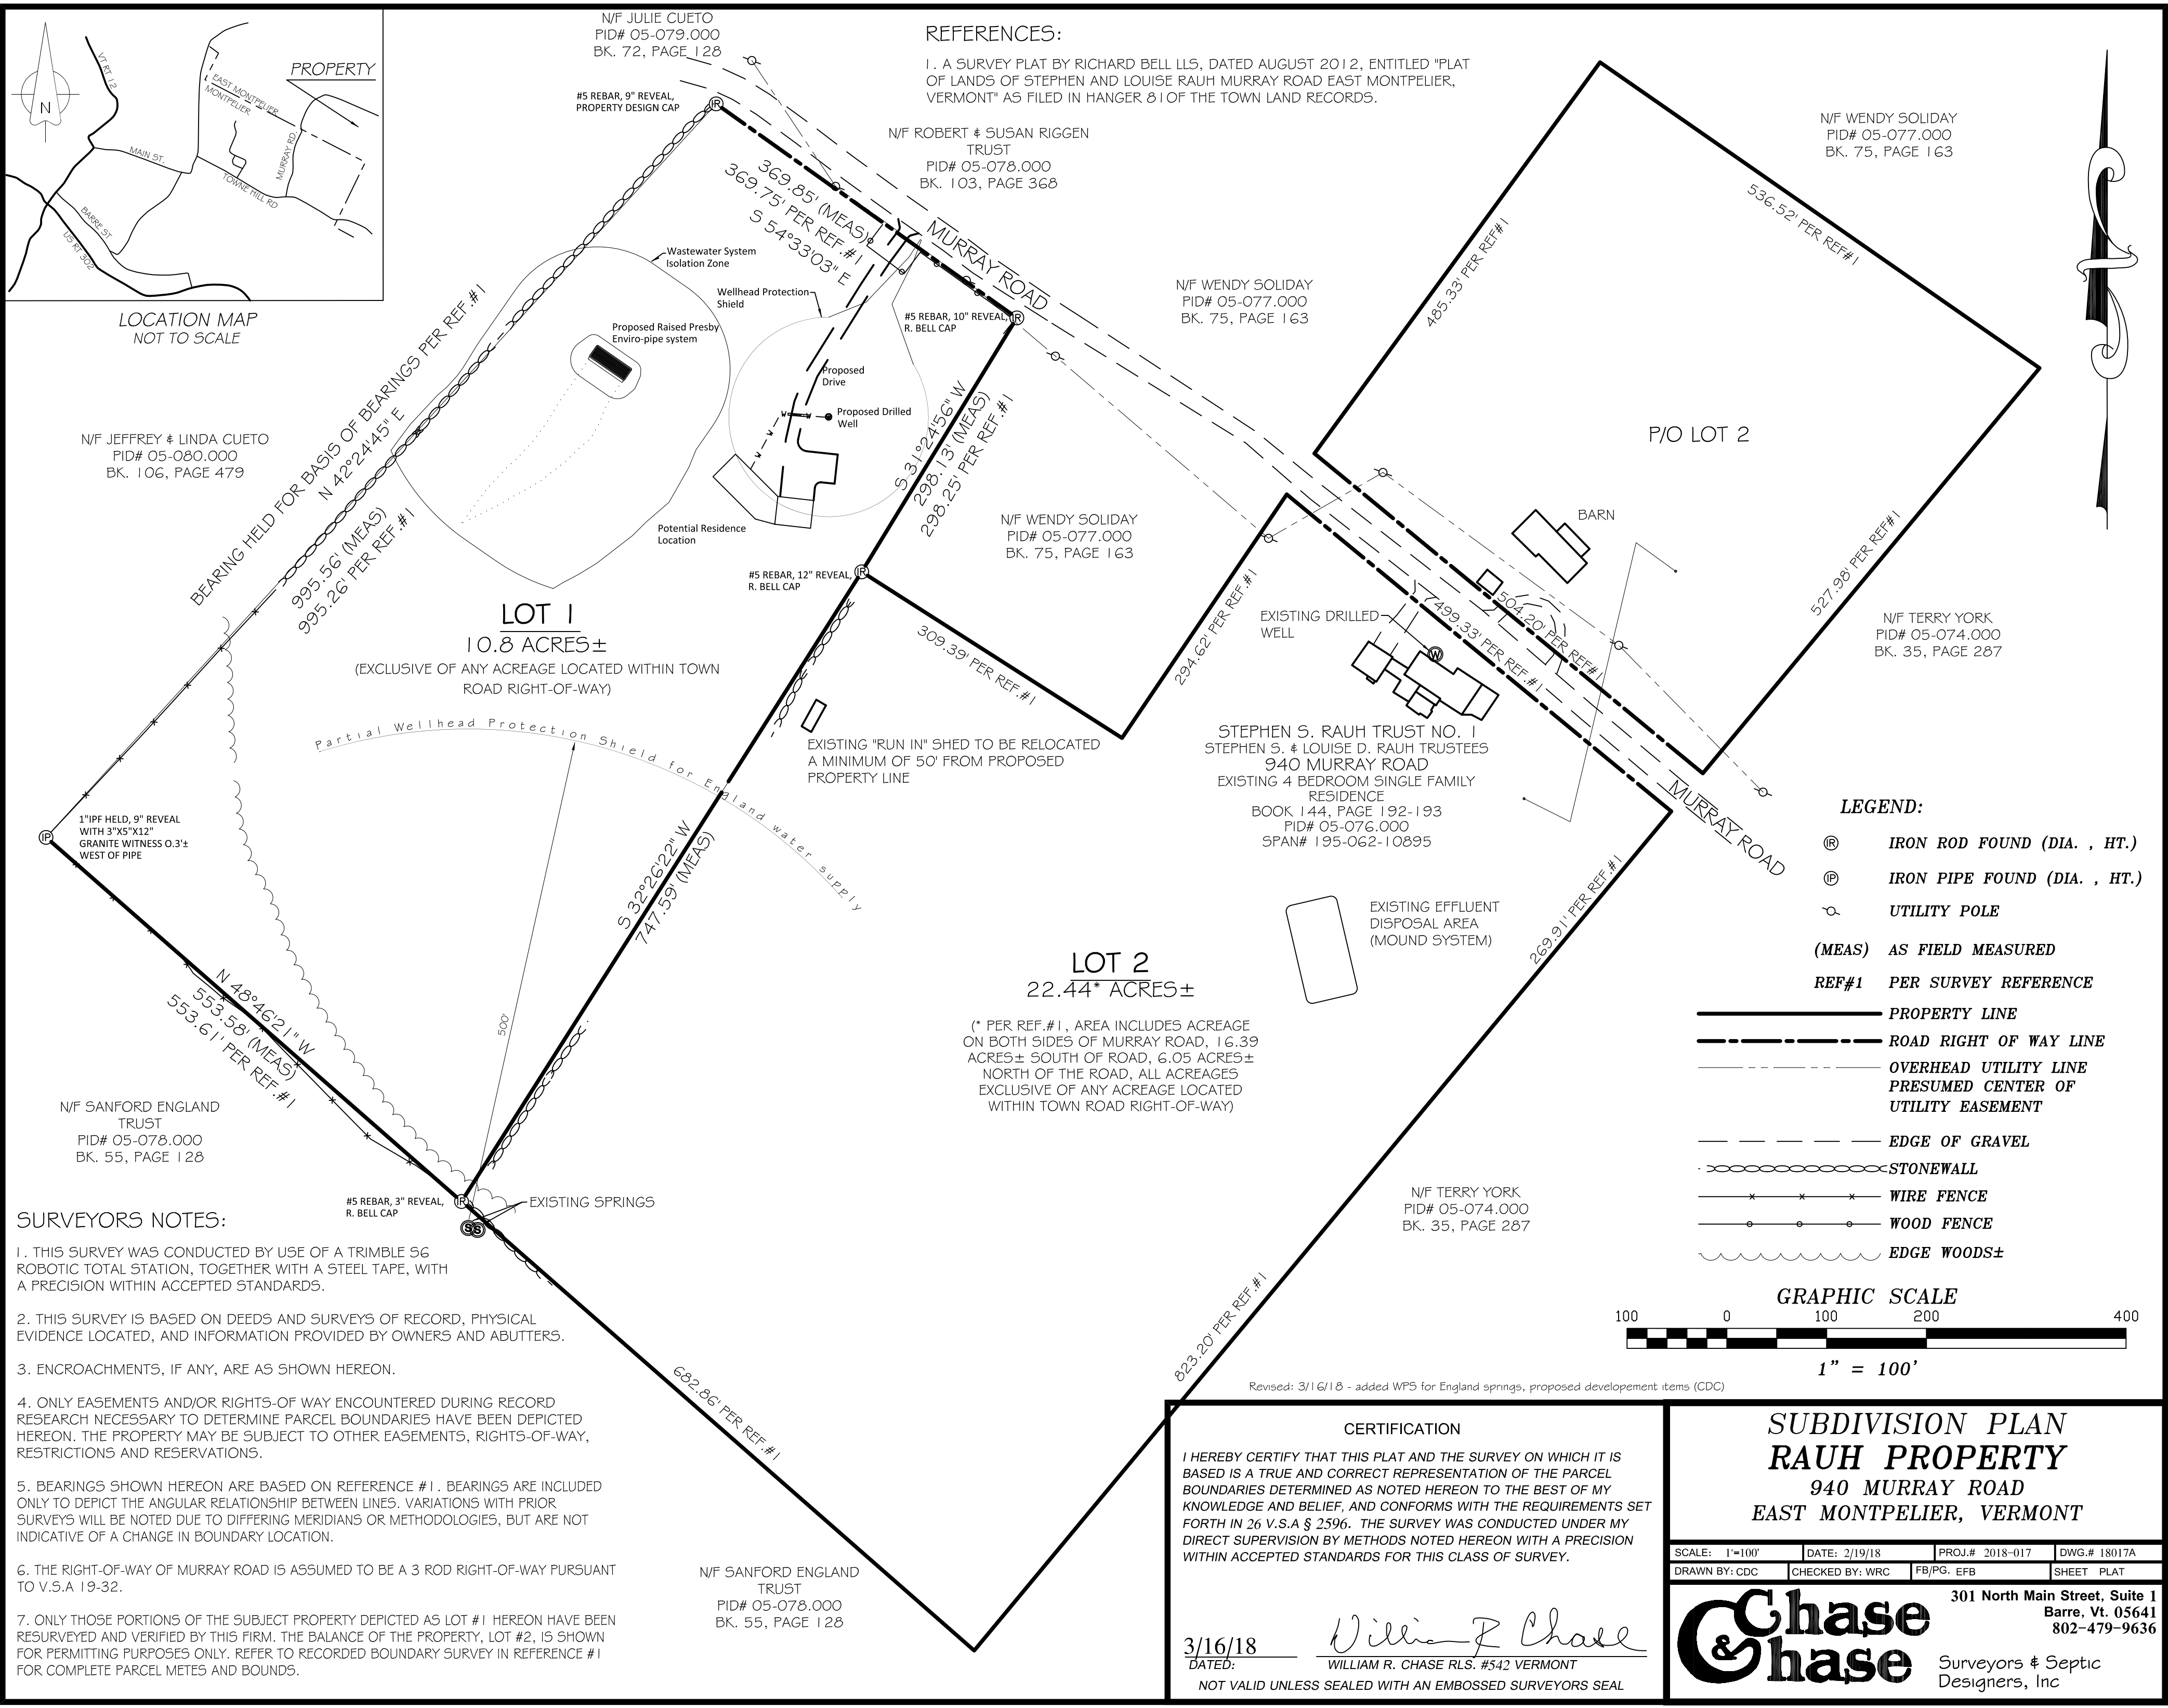 N/F JULIE CUETO
PID# 05-079.000
BK. 72, PAGE 128
REFERENCES:
1. A SURVEY PLAT BY RICHARD BELL LLS, DATED AUGUST 2012, ENTITLED "PLAT
OF LANDS OF STEPHEN AND LOUISE RAUH MURRAY ROAD EAST MONTPELIER,
VERMONT" AS FILED IN HANGER 81OF THE TOWN LAND RECORDS.
N
VT RT 12
EAST MONTPELIER
MONTPELIER
PROPERTY
MAIN ST.
MURRAY RD.
TOWNE HILL RD
BARRE ST
US RT 302
LOCATION MAP
NOT TO SCALE
#5 REBAR, 9" REVEAL,
PROPERTY DESIGN CAP
IR
N/F ROBERT & SUSAN RIGGEN
TRUST
PID# 05-078.000
BK. 103, PAGE 368
N/F WENDY SOLIDAY
PID# 05-077.000
BK. 75, PAGE 163
369.85' (MEAS)
369.75' PER REF.#1
S 54°33'03" E
MURRAY ROAD
536.52' PER REF#1
485.33' PER REF#1
Wastewater System
Isolation Zone
Wellhead Protection
Shield
#5 REBAR, 10" REVEAL,
R. BELL CAP
IR
N/F WENDY SOLIDAY
PID# 05-077.000
BK. 75, PAGE 163
Proposed Raised Presby
Enviro-pipe system
Proposed
Drive
Proposed Drilled
Well
W
W
W
W
BEARING HELD FOR BASIS OF BEARINGS PER REF.#1
N 42°24'45" E
995.56' (MEAS)
995.26' PER REF.#1
N/F JEFFREY & LINDA CUETO
PID# 05-080.000
BK. 106, PAGE 479
S 31°24'56" W
298.13' (MEAS)
298.25' PER REF.#1
P/O LOT 2
Potential Residence
Location
N/F WENDY SOLIDAY
PID# 05-077.000
BK. 75, PAGE 163
BARN
527.98' PER REF#1
#5 REBAR, 12" REVEAL,
R. BELL CAP
IR
LOT 1
10.8 ACRES±
(EXCLUSIVE OF ANY ACREAGE LOCATED WITHIN TOWN
ROAD RIGHT-OF-WAY)
309.39' PER REF.#1
294.62' PER REF.#1
EXISTING DRILLED
WELL
W
499.33' PER REF.#1
504.20' PER REF#1
N/F TERRY YORK
PID# 05-074.000
BK. 35, PAGE 287
Partial Wellhead Protection Shield for England water supply
EXISTING "RUN IN" SHED TO BE RELOCATED
A MINIMUM OF 50' FROM PROPOSED
PROPERTY LINE
STEPHEN S. RAUH TRUST NO. 1
STEPHEN S. & LOUISE D. RAUH TRUSTEES
940 MURRAY ROAD
EXISTING 4 BEDROOM SINGLE FAMILY
RESIDENCE
BOOK 144, PAGE 192-193
PID# 05-076.000
SPAN# 195-062-10895
MURRAY ROAD
IP
1"IPF HELD, 9" REVEAL
WITH 3"X5"X12"
GRANITE WITNESS O.3'±
WEST OF PIPE
S 32°26'22" W
747.59' (MEAS)
500'
EXISTING EFFLUENT
DISPOSAL AREA
(MOUND SYSTEM)
269.91' PER REF.#1
N 48°46'21" W
553.58' (MEAS)
553.61' PER REF.#1
LOT 2
22.44* ACRES±
(* PER REF.#1, AREA INCLUDES ACREAGE
ON BOTH SIDES OF MURRAY ROAD, 16.39
ACRES± SOUTH OF ROAD, 6.05 ACRES±
NORTH OF THE ROAD, ALL ACREAGES
EXCLUSIVE OF ANY ACREAGE LOCATED
WITHIN TOWN ROAD RIGHT-OF-WAY)
N/F SANFORD ENGLAND
TRUST
PID# 05-078.000
BK. 55, PAGE 128
#5 REBAR, 3" REVEAL,
R. BELL CAP
IR
S S
EXISTING SPRINGS
N/F TERRY YORK
PID# 05-074.000
BK. 35, PAGE 287
823.20' PER REF.#1
682.86' PER REF.#1
N/F SANFORD ENGLAND
TRUST
PID# 05-078.000
BK. 55, PAGE 128
LEGEND:
IR IRON ROD FOUND (DIA. , HT.)
IP IRON PIPE FOUND (DIA. , HT.)
UTILITY POLE
(MEAS) AS FIELD MEASURED
REF#1 PER SURVEY REFERENCE
PROPERTY LINE
ROAD RIGHT OF WAY LINE
OVERHEAD UTILITY LINE
PRESUMED CENTER OF
UTILITY EASEMENT
EDGE OF GRAVEL
STONEWALL
WIRE FENCE
WOOD FENCE
EDGE WOODS±
GRAPHIC SCALE
100 0 100 200 400
1" = 100'
SURVEYORS NOTES:
1. THIS SURVEY WAS CONDUCTED BY USE OF A TRIMBLE S6
ROBOTIC TOTAL STATION, TOGETHER WITH A STEEL TAPE, WITH
A PRECISION WITHIN ACCEPTED STANDARDS.
2. THIS SURVEY IS BASED ON DEEDS AND SURVEYS OF RECORD, PHYSICAL
EVIDENCE LOCATED, AND INFORMATION PROVIDED BY OWNERS AND ABUTTERS.
3. ENCROACHMENTS, IF ANY, ARE AS SHOWN HEREON.
4. ONLY EASEMENTS AND/OR RIGHTS-OF WAY ENCOUNTERED DURING RECORD
RESEARCH NECESSARY TO DETERMINE PARCEL BOUNDARIES HAVE BEEN DEPICTED
HEREON. THE PROPERTY MAY BE SUBJECT TO OTHER EASEMENTS, RIGHTS-OF-WAY,
RESTRICTIONS AND RESERVATIONS.
5. BEARINGS SHOWN HEREON ARE BASED ON REFERENCE #1. BEARINGS ARE INCLUDED
ONLY TO DEPICT THE ANGULAR RELATIONSHIP BETWEEN LINES. VARIATIONS WITH PRIOR
SURVEYS WILL BE NOTED DUE TO DIFFERING MERIDIANS OR METHODOLOGIES, BUT ARE NOT
INDICATIVE OF A CHANGE IN BOUNDARY LOCATION.
6. THE RIGHT-OF-WAY OF MURRAY ROAD IS ASSUMED TO BE A 3 ROD RIGHT-OF-WAY PURSUANT
TO V.S.A 19-32.
7. ONLY THOSE PORTIONS OF THE SUBJECT PROPERTY DEPICTED AS LOT #1 HEREON HAVE BEEN
RESURVEYED AND VERIFIED BY THIS FIRM. THE BALANCE OF THE PROPERTY, LOT #2, IS SHOWN
FOR PERMITTING PURPOSES ONLY. REFER TO RECORDED BOUNDARY SURVEY IN REFERENCE #1
FOR COMPLETE PARCEL METES AND BOUNDS.
Revised: 3/16/18 - added WPS for England springs, proposed developement items (CDC)
CERTIFICATION
I HEREBY CERTIFY THAT THIS PLAT AND THE SURVEY ON WHICH IT IS
BASED IS A TRUE AND CORRECT REPRESENTATION OF THE PARCEL
BOUNDARIES DETERMINED AS NOTED HEREON TO THE BEST OF MY
KNOWLEDGE AND BELIEF, AND CONFORMS WITH THE REQUIREMENTS SET
FORTH IN 26 V.S.A § 2596. THE SURVEY WAS CONDUCTED UNDER MY
DIRECT SUPERVISION BY METHODS NOTED HEREON WITH A PRECISION
WITHIN ACCEPTED STANDARDS FOR THIS CLASS OF SURVEY.
3/16/18 William R Chase
DATED: WILLIAM R. CHASE RLS. #542 VERMONT
NOT VALID UNLESS SEALED WITH AN EMBOSSED SURVEYORS SEAL
SUBDIVISION PLAN
RAUH PROPERTY
940 MURRAY ROAD
EAST MONTPELIER, VERMONT
SCALE: 1'=100' DATE: 2/19/18 PROJ.# 2018-017 DWG.# 18017A
DRAWN BY: CDC CHECKED BY: WRC FB/PG. EFB SHEET PLAT
Chase
& Chase
301 North Main Street, Suite 1
Barre, Vt. 05641
802-479-9636
Surveyors & Septic
Designers, Inc